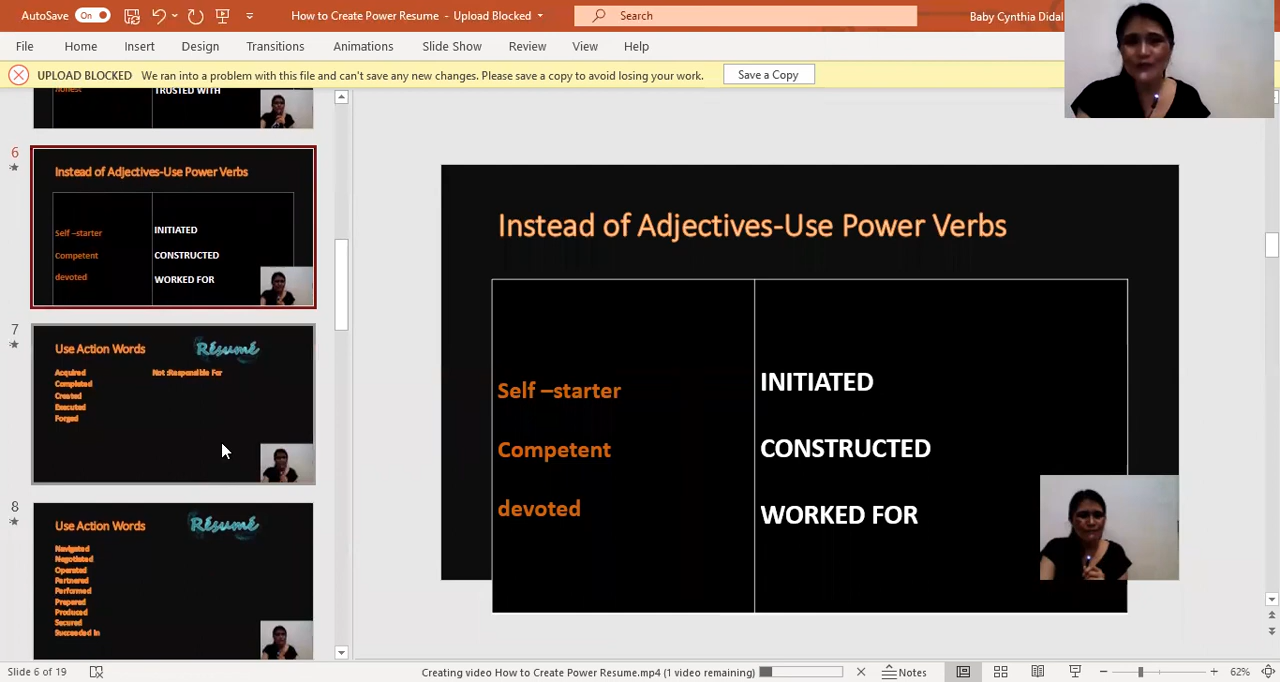 AutoSave On How to Create Power Resume - Upload Blocked Search Baby Cynthia Didal
File Home Insert Design Transitions Animations Slide Show Review View Help
UPLOAD BLOCKED We ran into a problem with this file and can't save any new changes. Please save a copy to avoid losing your work. Save a Copy
honest TRUSTED WITH
6
Instead of Adjectives-Use Power Verbs
Self –starter INITIATED
Competent CONSTRUCTED
devoted WORKED FOR
7
Use Action Words Résumé
Acquired Not :Responsible For
Completed
Created
Executed
Forged
8
Use Action Words Résumé
Navigated
Negotiated
Operated
Partnered
Performed
Prepared
Produced
Secured
Succeeded in
Instead of Adjectives-Use Power Verbs
Self –starter INITIATED
Competent CONSTRUCTED
devoted WORKED FOR
Slide 6 of 19 Creating video How to Create Power Resume.mp4 (1 video remaining) Notes 62%